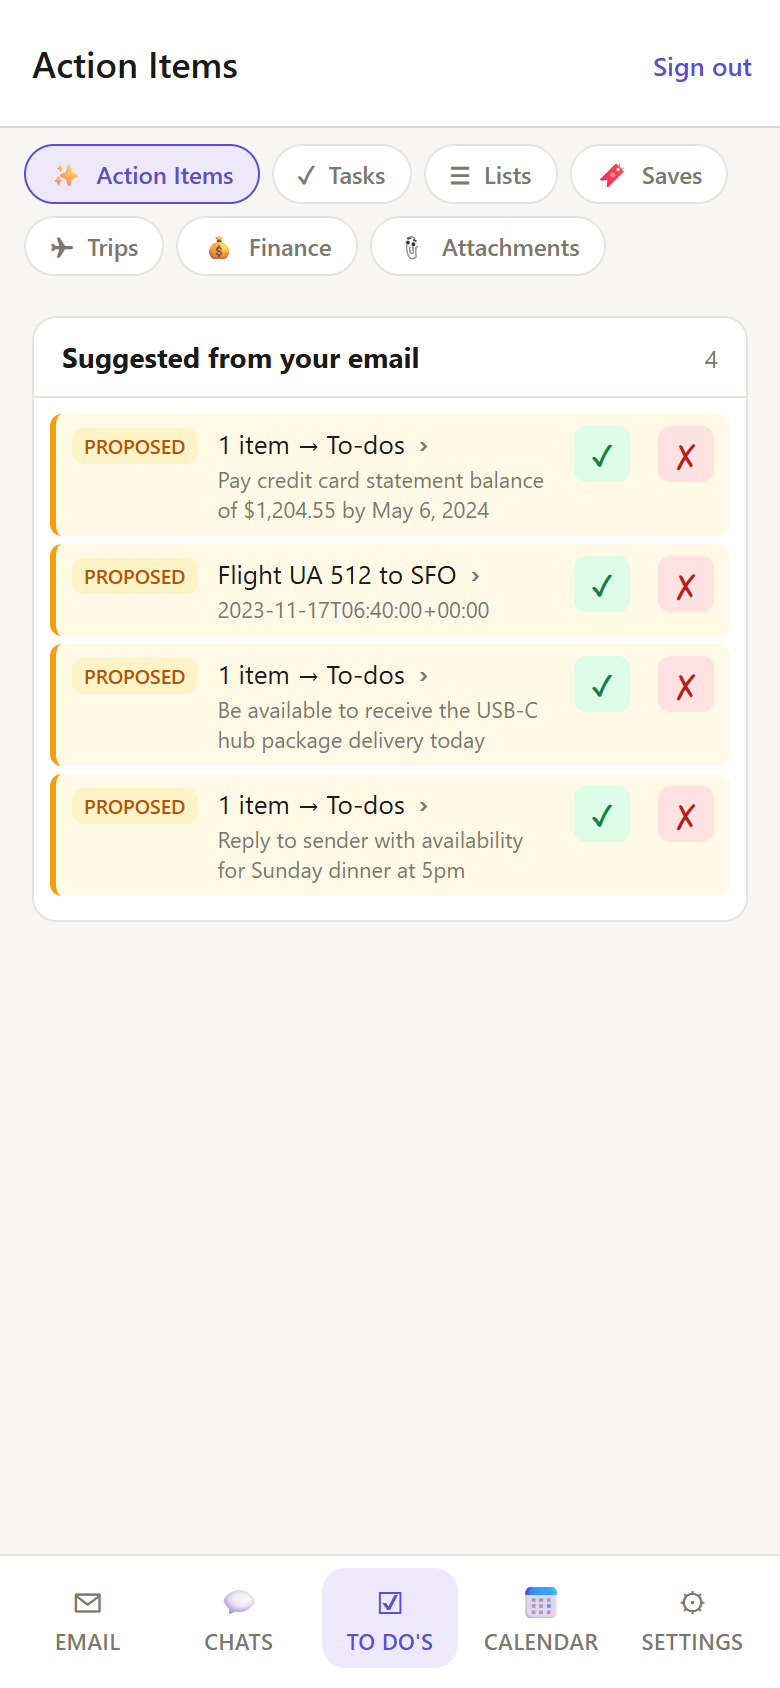 Action Items
Sign out
Action Items
Tasks
Lists
Saves
Trips
Finance
Attachments
Suggested from your email
4
PROPOSED
1 item → To-dos ›
Pay credit card statement balance
of $1,204.55 by May 6, 2024
PROPOSED
Flight UA 512 to SFO ›
2023-11-17T06:40:00+00:00
PROPOSED
1 item → To-dos ›
Be available to receive the USB-C
hub package delivery today
PROPOSED
1 item → To-dos ›
Reply to sender with availability
for Sunday dinner at 5pm
EMAIL
CHATS
TO DO'S
CALENDAR
SETTINGS